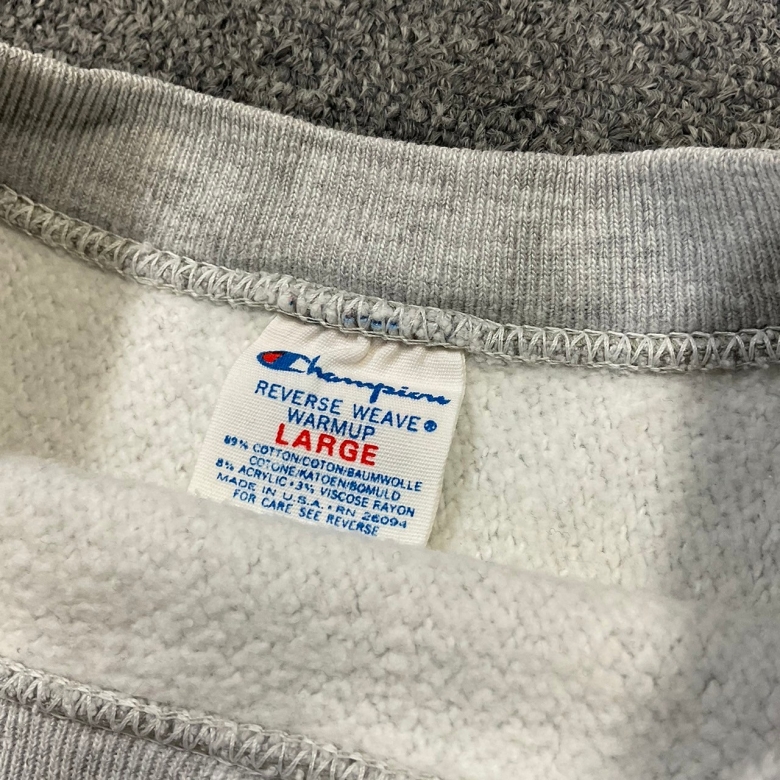 Champion
REVERSE WEAVE®
WARMUP
LARGE
89% COTTON/COTON/BAUMWOLLE
COTONE/KATOEN/BOMULD
8% ACRYLIC • 3% VISCOSE RAYON
MADE IN U.S.A. • RN 26094
FOR CARE SEE REVERSE